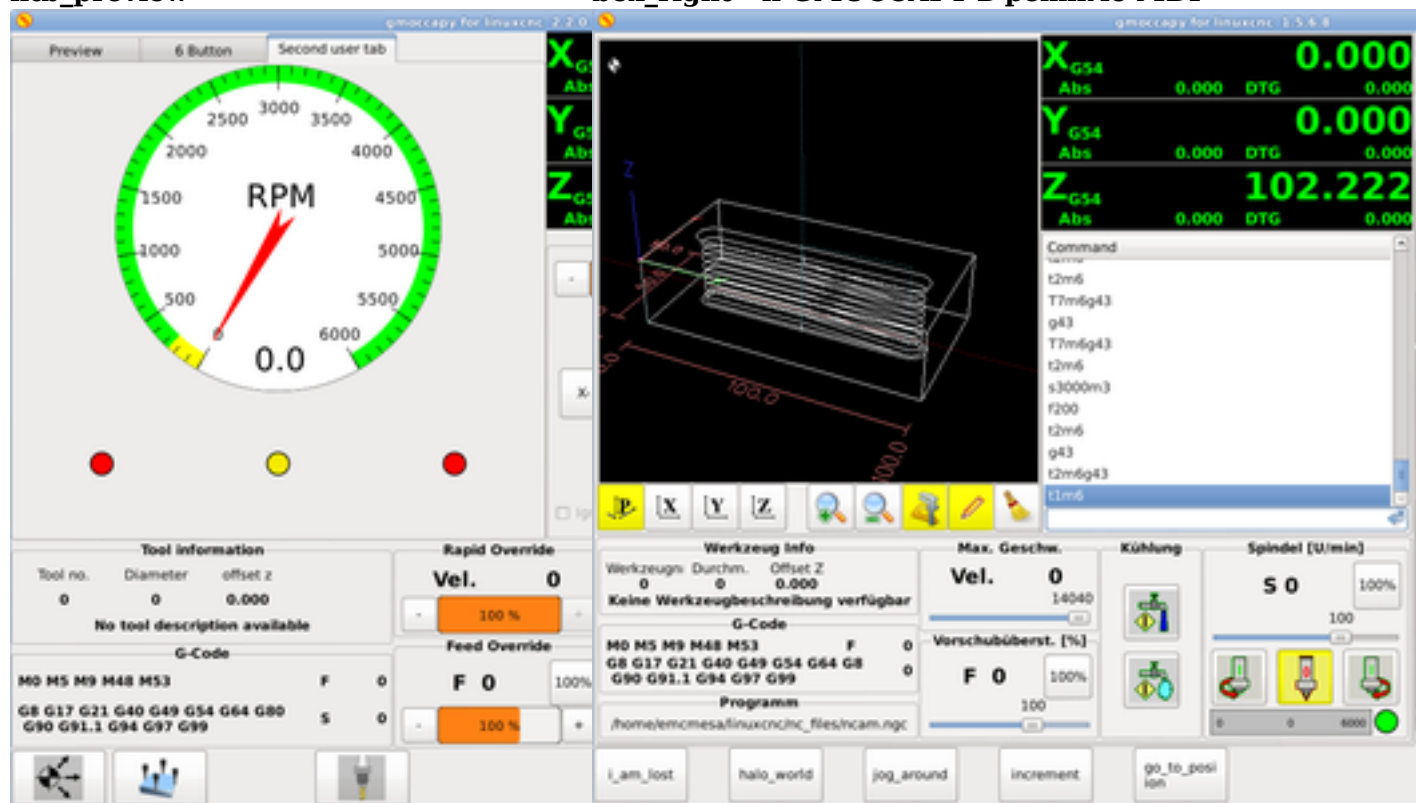 gmoccapy for linuxcnc 2.2.0
Preview
6 Button
Second user tab
X
Y
Z
3000
2500
3500
2000
4000
1500
RPM
4500
1000
5000
500
5500
0
6000
0.0
-
Tool information
Tool no.
Diameter
offset z
0
0
0.000
No tool description available
G-Code
M0 M5 M9 M48 M53
F
0
G8 G17 G21 G40 G49 G54 G64 G80
G90 G91.1 G94 G97 G99
S
0
Rapid Override
Vel.
0
-
100 %
+
Feed Override
F 0
100%
-
100 %
+
gmoccapy for linuxcnc 1.5.6.8
Z
100.0
100.0
P
X
Y
Z
X G54
0.000
Abs
0.000
DTG
0.000
Y G54
0.000
Abs
0.000
DTG
0.000
Z G54
102.222
Abs
0.000
DTG
0.000
Command
t2m6
T7m6g43
g43
T7m6g43
t2m6
s3000m3
f200
t2m6
g43
t2m6g43
t1m6
Werkzeug Info
Durchm.
Offset Z
0
0
0.000
Keine Werkzeugbeschreibung verfügbar
G-Code
M0 M5 M9 M48 M53
F
0
G8 G17 G21 G40 G49 G54 G64 G8
G90 G91.1 G94 G97 G99
0
Programm
/home/emcmesa/linuxcnc/nc_files/ncam.ngc
Max. Geschw.
Vel.
0
14040
Vorschubüberst. [%]
F 0
100%
100
Kühlung
Spindel [U/min]
S 0
100%
100
0
0
6000
i_am_lost
halo_world
jog_around
increment
go_to_posi
ion